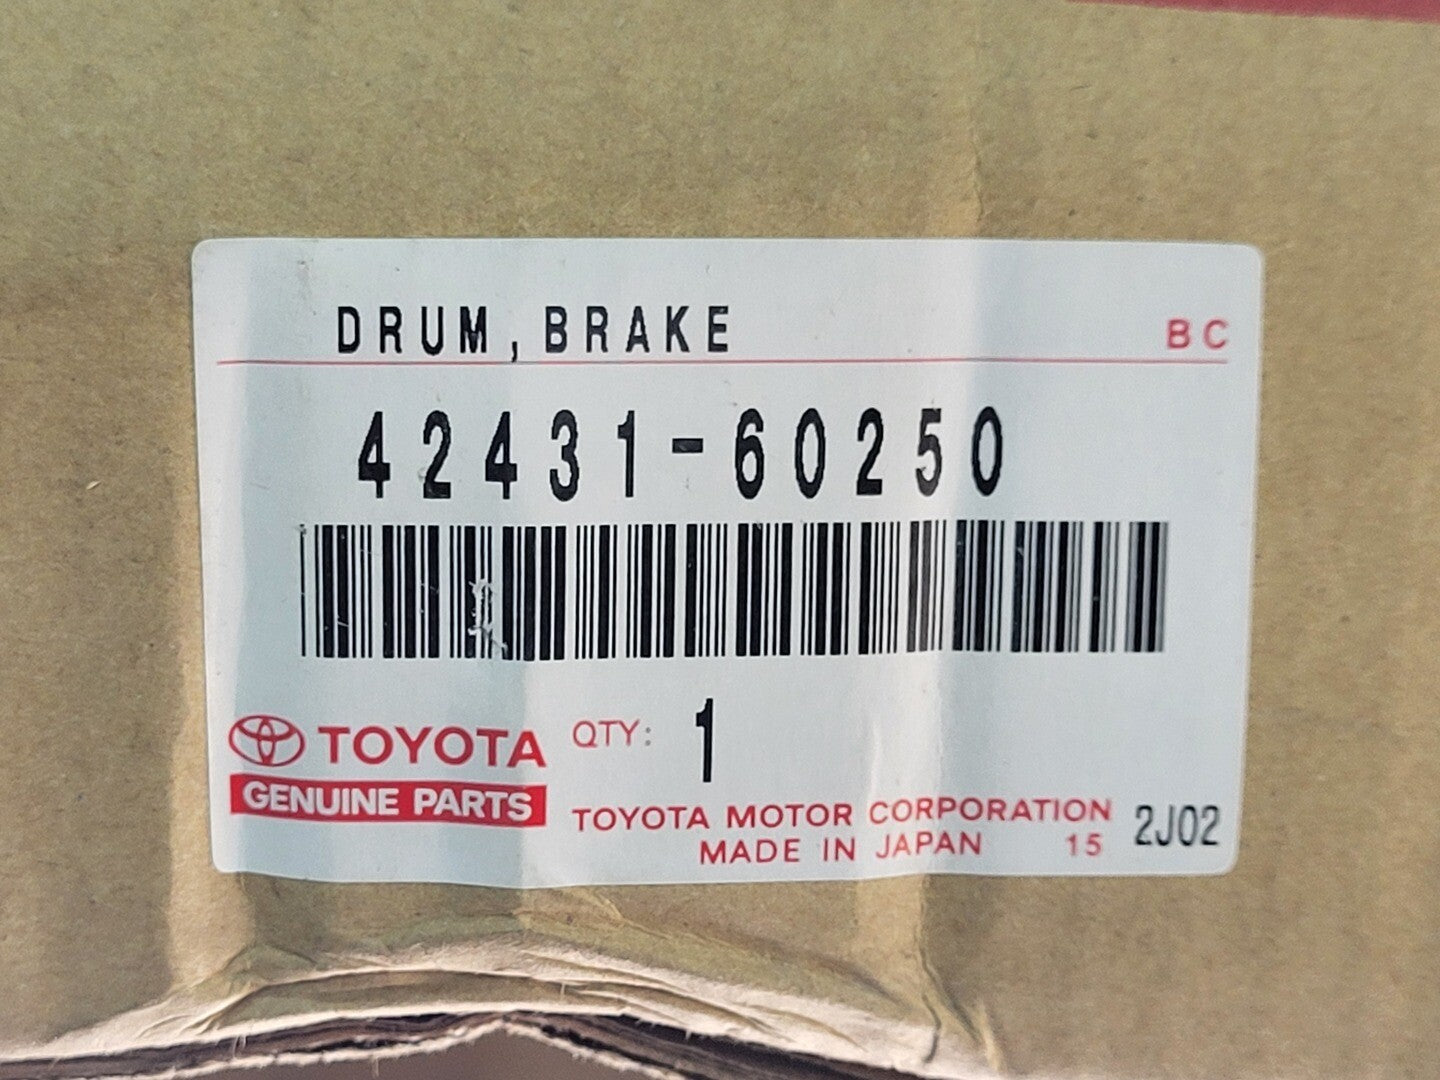 DRUM, BRAKE BC
42431-60250
TOYOTA QTY: 1
GENUINE PARTS
TOYOTA MOTOR CORPORATION
MADE IN JAPAN 15 2J02